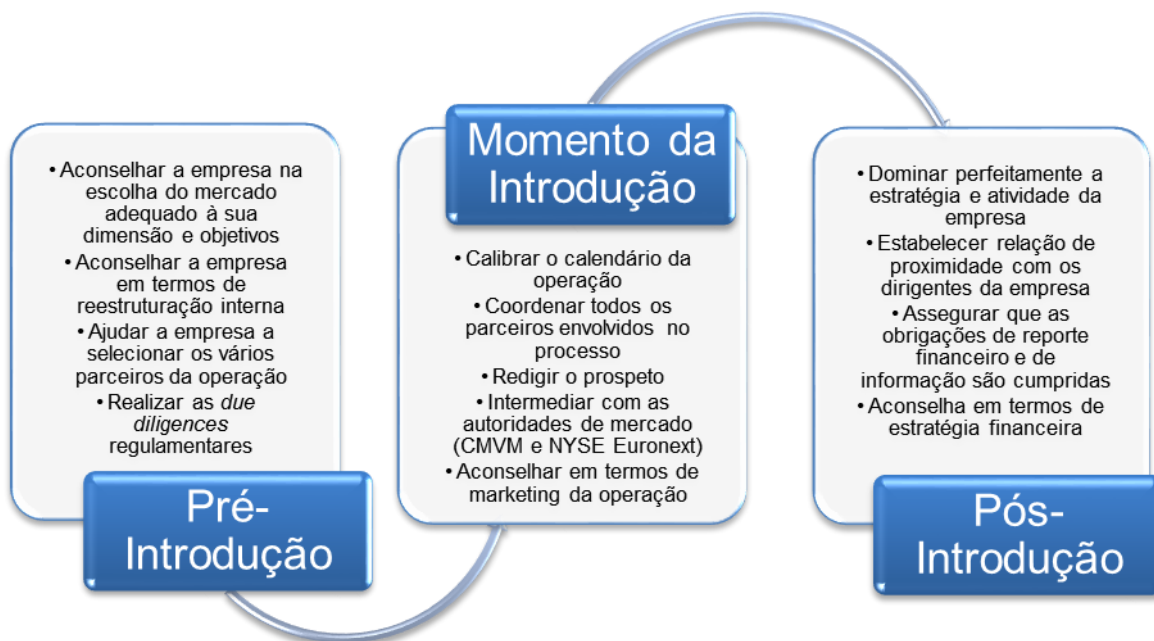 • Aconselhar a empresa na
escolha do mercado
adequado à sua
dimensão e objetivos
• Aconselhar a empresa
em termos de
reestruturação interna
• Ajudar a empresa a
selecionar os vários
parceiros da operação
• Realizar as due
diligences
regulamentares
Pré-
Introdução
Momento da
Introdução
• Calibrar o calendário da
operação
• Coordenar todos os
parceiros envolvidos no
processo
• Redigir o prospeto
• Intermediar com as
autoridades de mercado
(CMVM e NYSE Euronext)
• Aconselhar em termos de
marketing da operação
• Dominar perfeitamente a
estratégia e atividade da
empresa
• Estabelecer relação de
proximidade com os
dirigentes da empresa
• Assegurar que as
obrigações de reporte
financeiro e de
informação são cumpridas
• Aconselha em termos de
estratégia financeira
Pós-
Introdução